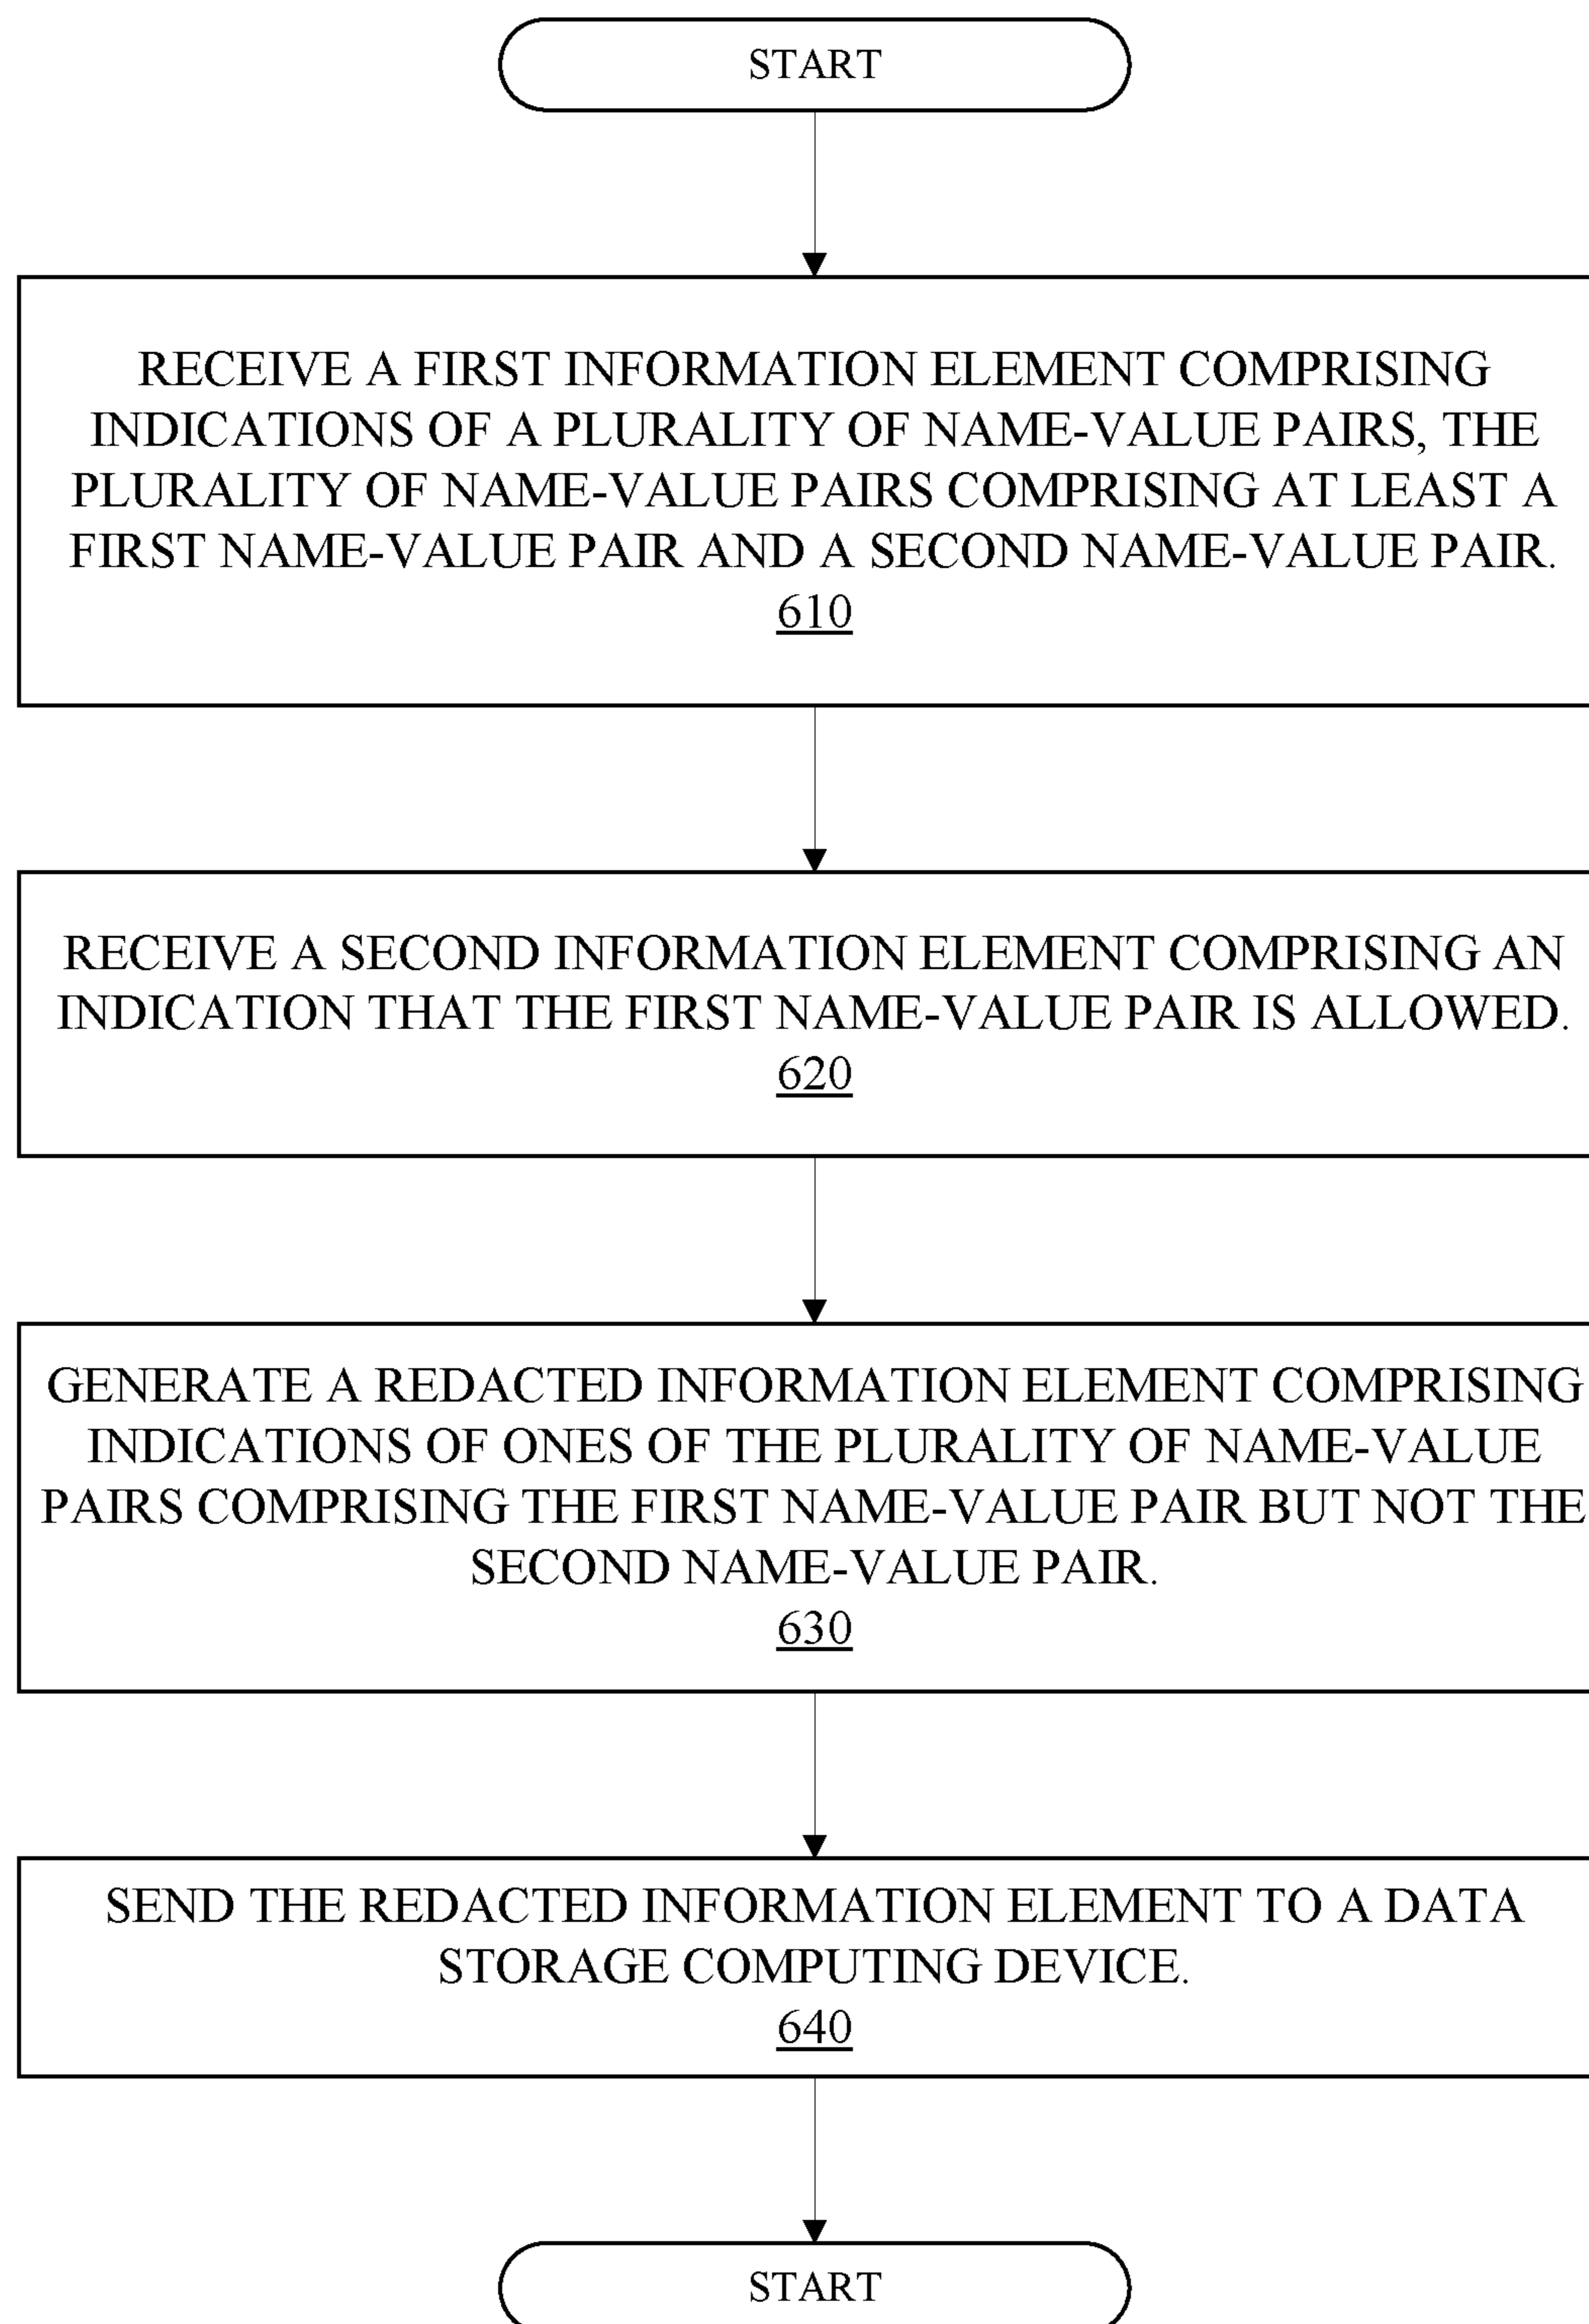 START
RECEIVE A FIRST INFORMATION ELEMENT COMPRISING
INDICATIONS OF A PLURALITY OF NAME-VALUE PAIRS, THE
PLURALITY OF NAME-VALUE PAIRS COMPRISING AT LEAST A
FIRST NAME-VALUE PAIR AND A SECOND NAME-VALUE PAIR.
610
RECEIVE A SECOND INFORMATION ELEMENT COMPRISING AN
INDICATION THAT THE FIRST NAME-VALUE PAIR IS ALLOWED.
620
GENERATE A REDACTED INFORMATION ELEMENT COMPRISING
INDICATIONS OF ONES OF THE PLURALITY OF NAME-VALUE
PAIRS COMPRISING THE FIRST NAME-VALUE PAIR BUT NOT THE
SECOND NAME-VALUE PAIR.
630
SEND THE REDACTED INFORMATION ELEMENT TO A DATA
STORAGE COMPUTING DEVICE.
640
START